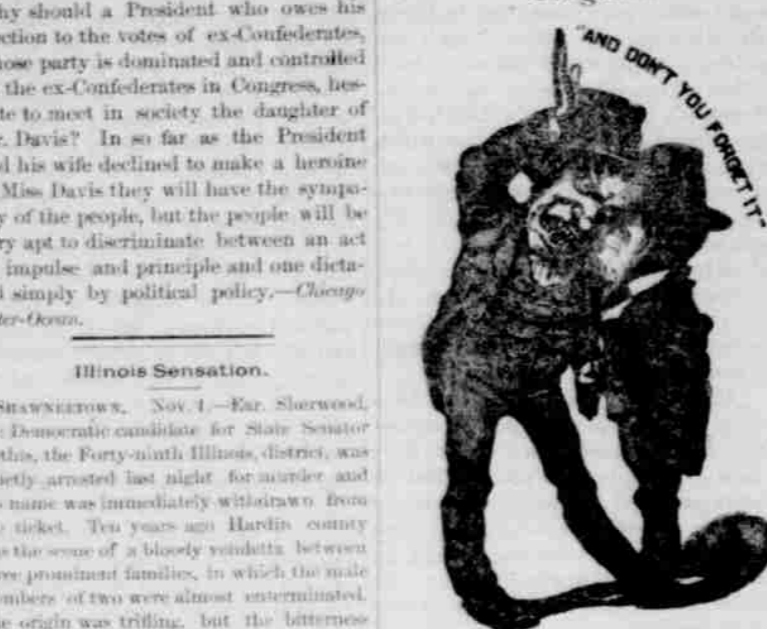 hy should a President who owes his
ction to the votes of ex-Confederates,
hose party is dominated and controlled
the ex-Confederates in Congress, hes-
te to meet in society the daughter of
r. Davis? In so far as the President
d his wife declined to make a heroine
Miss Davis they will have the sympa-
y of the people, but the people will be
ry apt to discriminate between an act
impulse and principle and one dicta-
d simply by political policy.—Chicago
ter-Ocean.
Illinois Sensation.
SHAWNEETOWN, Nov. 1.—Ear. Sherwood,
e Democratic candidate for State Senator
this, the Forty-ninth Illinois, district, was
ietly arrested last night for murder and
s name was immediately withdrawn from
e ticket. Ten years ago Hardin county
as the scene of a bloody vendetta between
ree prominent families, in which the male
embers of two were almost exterminated.
e origin was trifling, but the bitterness
"AND DON'T YOU FORGET IT"